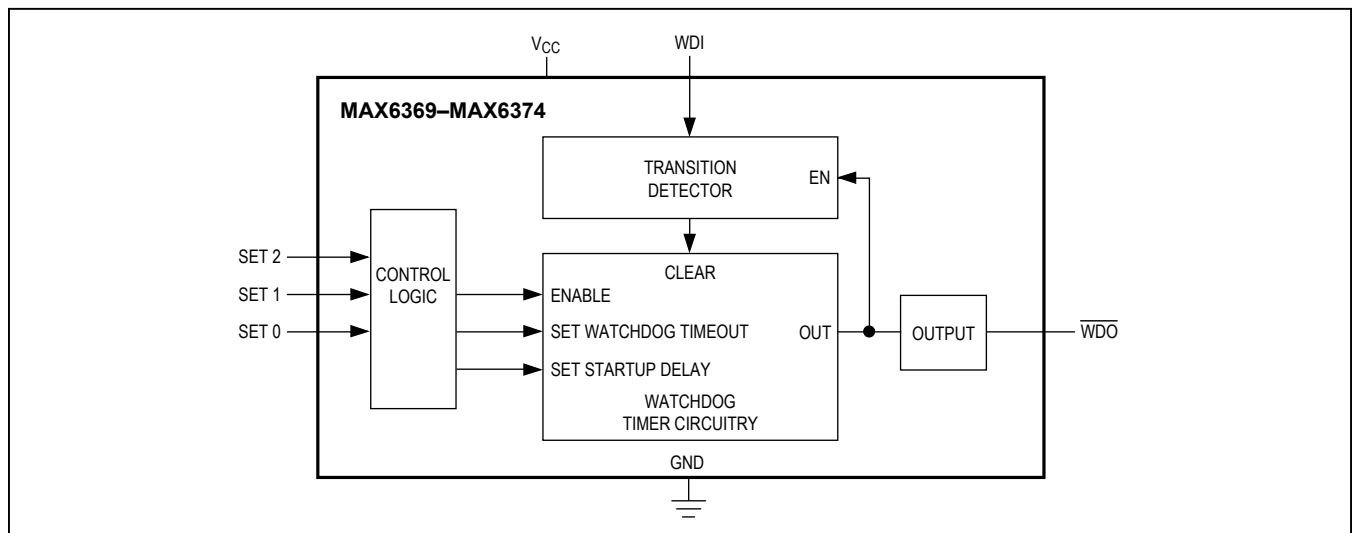 VCC
WDI
MAX6369–MAX6374
TRANSITION
DETECTOR
EN
SET 2
SET 1
SET 0
CONTROL
LOGIC
CLEAR
ENABLE
SET WATCHDOG TIMEOUT
SET STARTUP DELAY
OUT
WATCHDOG
TIMER CIRCUITRY
OUTPUT
W̅D̅O̅
GND